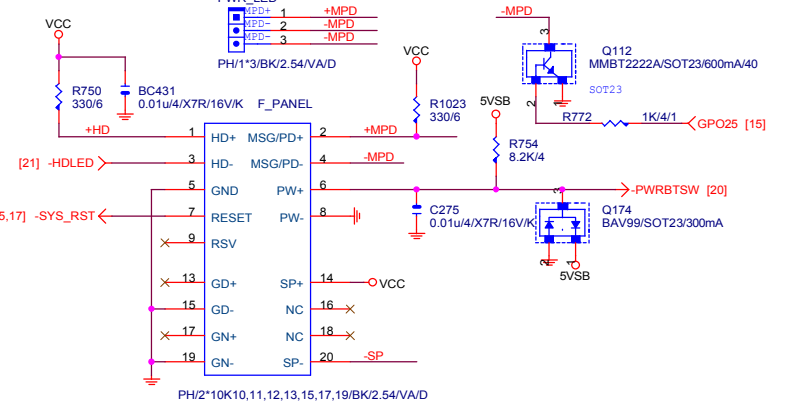 MPD+ 1 +MPD
MPD- 2 -MPD
MPD- 3 -MPD
PH/1*3/BK/2.54/VA/D
-MPD
3
Q112
MMBT2222A/SOT23/600mA/40
SOT23
2
1
R772 1K/4/1 GPO25 [15]
VCC
R750
330/6
BC431
0.01u/4/X7R/16V/K
VCC
R1023
330/6
5VSB
R754
8.2K/4
F_PANEL
+HD 1 HD+ MSG/PD+ 2 +MPD
[21] -HDLED 3 HD- MSG/PD- 4 -MPD
5 GND PW+ 6 -PWRBTSW [20]
5,17] -SYS_RST 7 RESET PW- 8
9 RSV
13 GD+ SP+ 14 VCC
15 GD- NC 16
17 GN+ NC 18
19 GN- SP- 20 -SP
C275
0.01u/4/X7R/16V/K
3
Q174
BAV99/SOT23/300mA
2
1
5VSB
PH/2*10K10,11,12,13,15,17,19/BK/2.54/VA/D